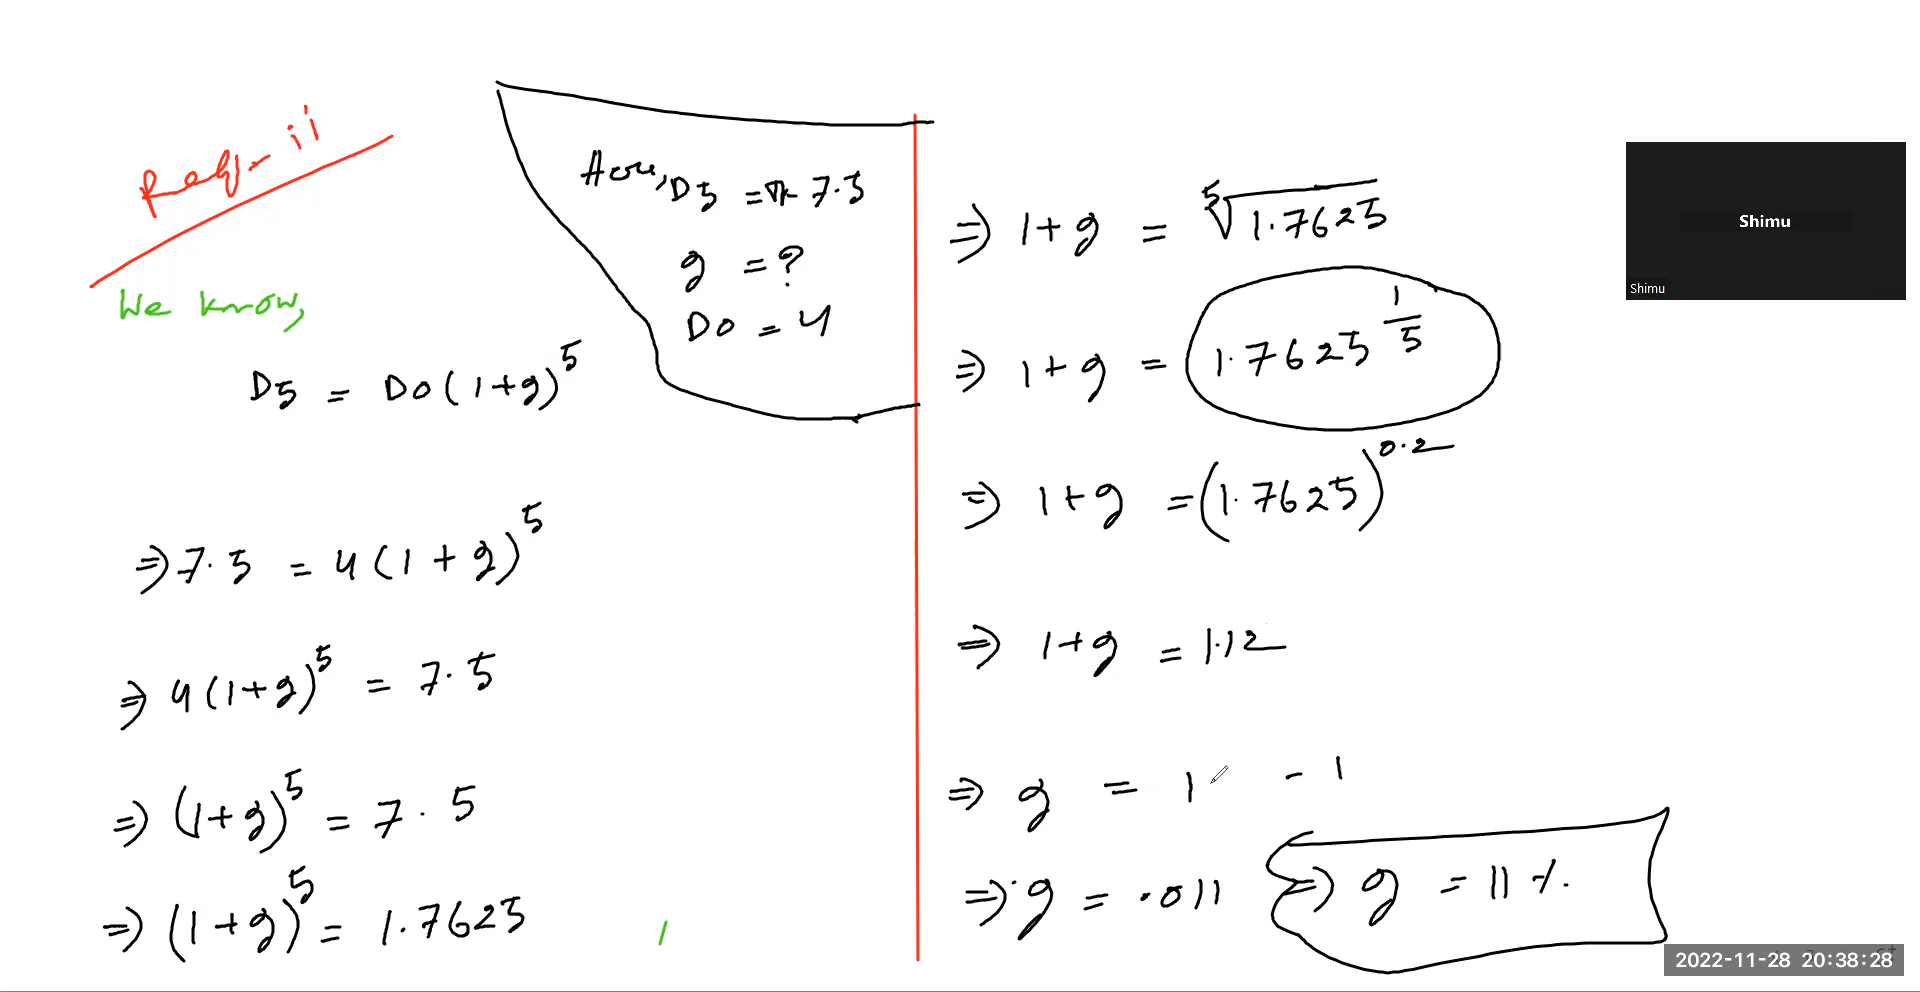 Req- ii
We know,
D5 = D0(1+g)^5
⇒ 7.5 = 4(1+g)^5
⇒ 4(1+g)^5 = 7.5
⇒ (1+g)^5 = 7.5
⇒ (1+g)^5 = 1.7625
Here, D5 = 7.5
g = ?
D0 = 4
⇒ 1+g = ⁵√1.7625
⇒ 1+g = 1.7625^1/5
⇒ 1+g = (1.7625)^0.2
⇒ 1+g = 1.12
⇒ g = 1 - 1
⇒ g = .011 ⇒ g = 11%
Shimu
Shimu
2022-11-28 20:38:28